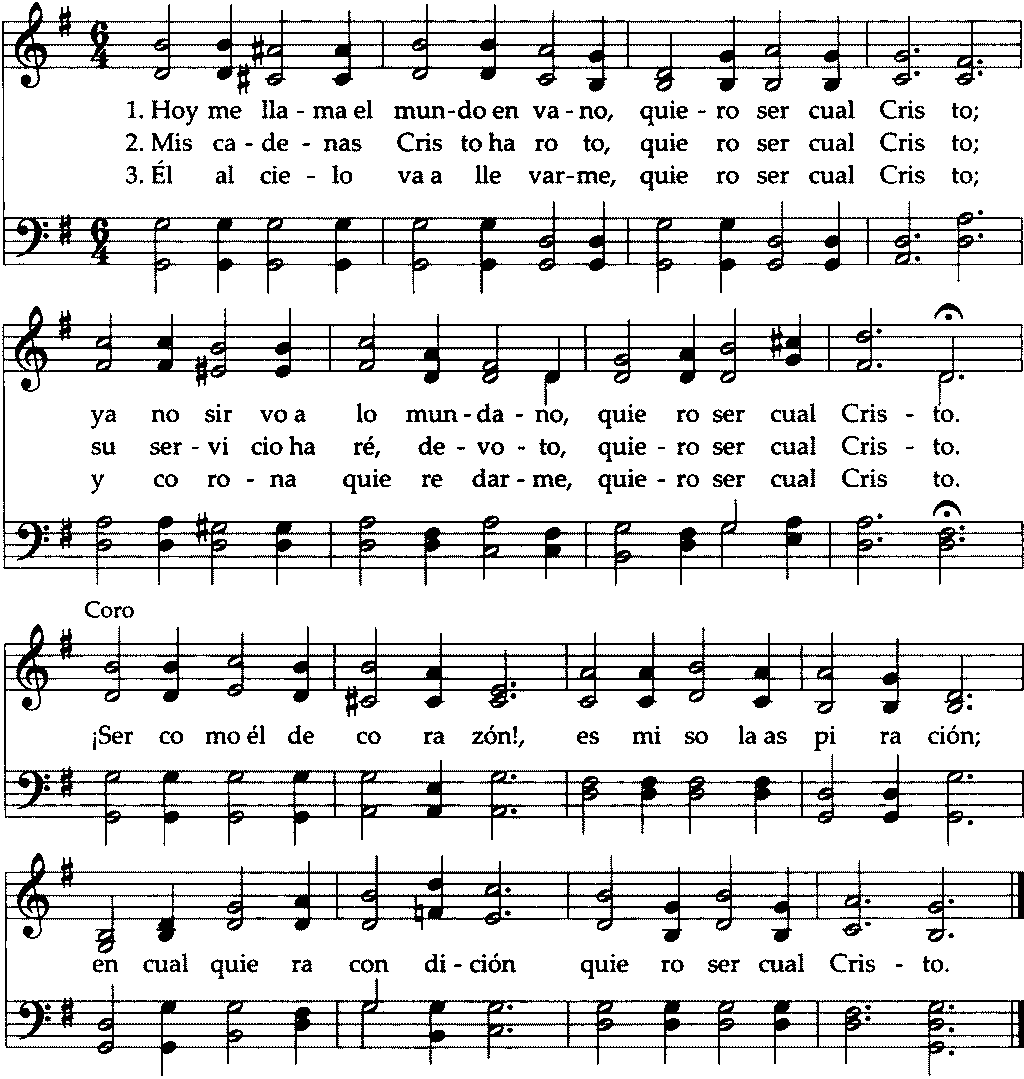 1. Hoy me lla - ma el mun - do en va - no, quie - ro ser cual Cris to;
2. Mis ca - de - nas Cris to ha ro to, quie ro ser cual Cris to;
3. Él al cie - lo va a lle var - me, quie ro ser cual Cris to;
ya no sir vo a lo mun - da - no, quie ro ser cual Cris - to.
su ser - vi cio ha ré, de - vo - to, quie - ro ser cual Cris - to.
y co ro - na quie re dar - me, quie - ro ser cual Cris to.
Coro
¡Ser co mo él de co ra zón!, es mi so la as pi ra ción;
en cual quie ra con di - ción quie ro ser cual Cris - to.